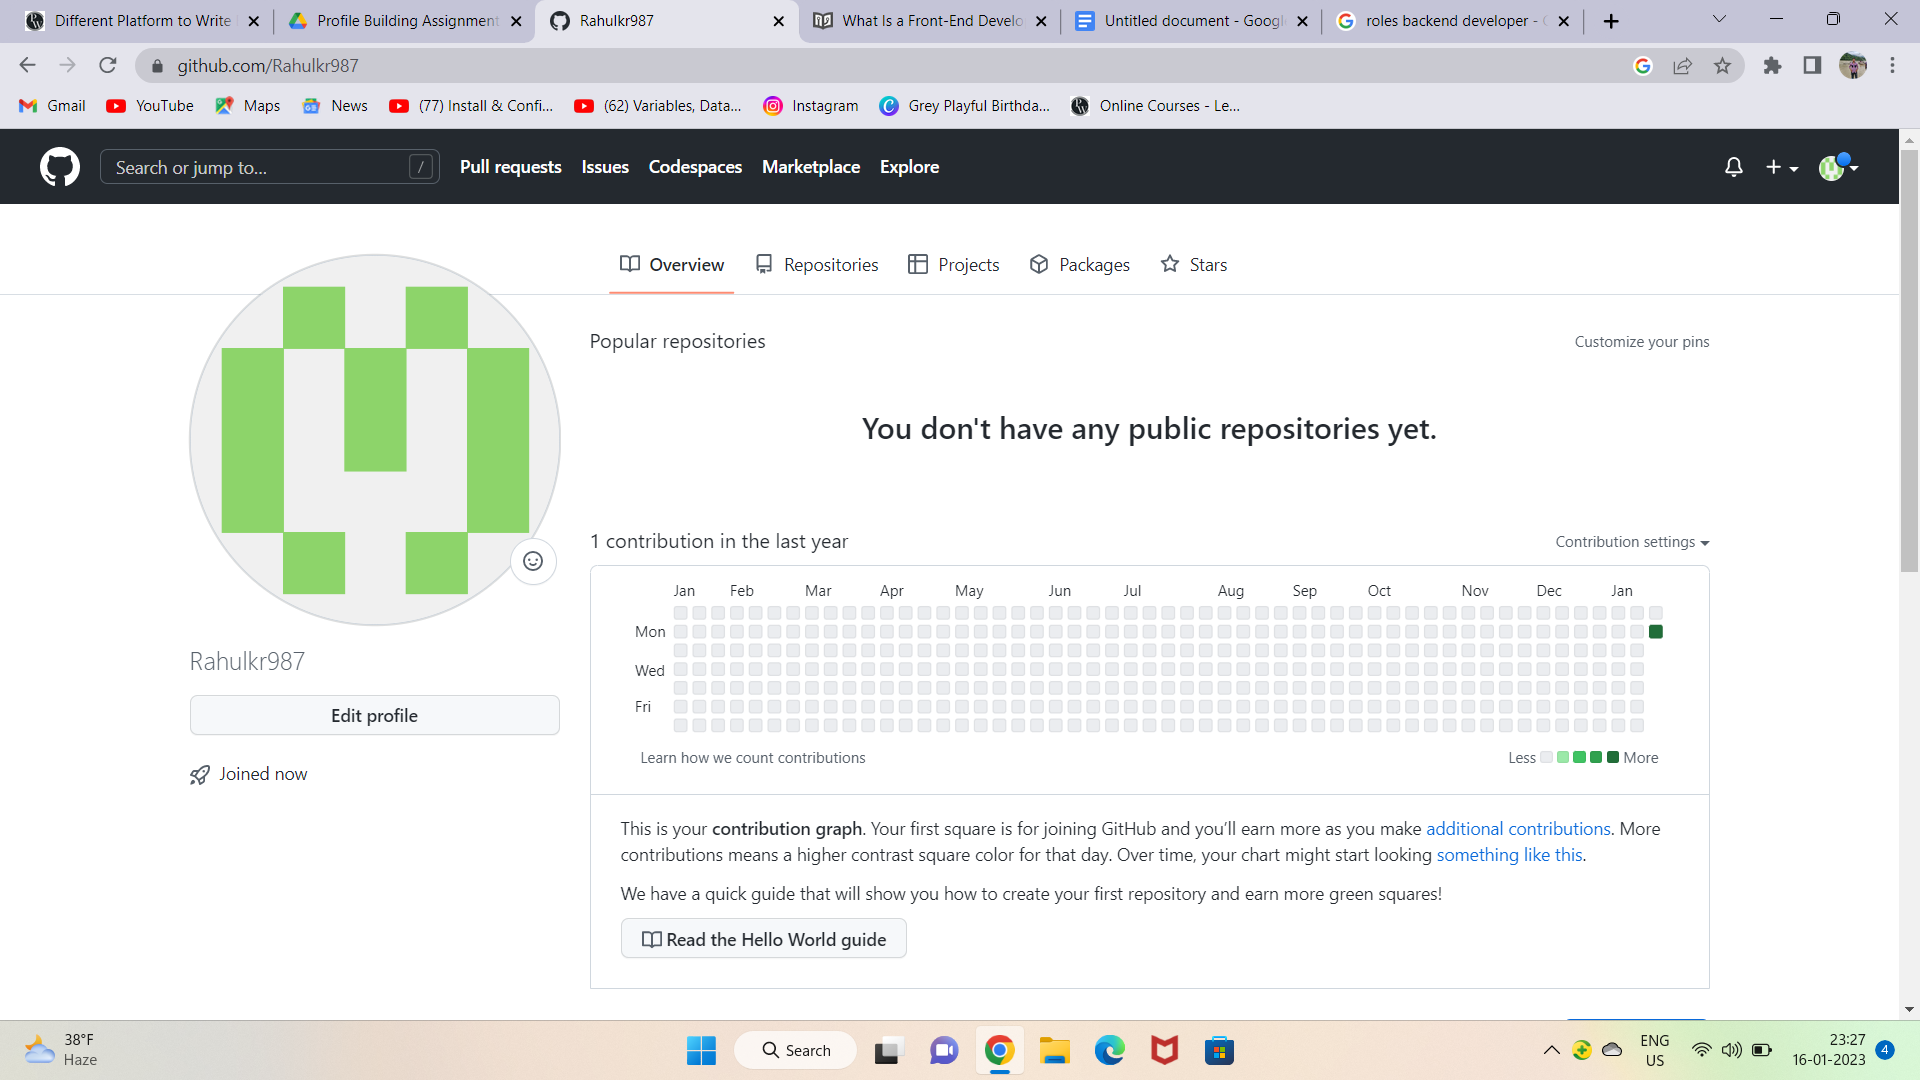 Different Platform to Write
Profile Building Assignment
Rahulkr987
What Is a Front-End Develo
Untitled document - Googl
roles backend developer -
github.com/Rahulkr987
Gmail
YouTube
Maps
News
(77) Install & Confi...
(62) Variables, Data...
Instagram
Grey Playful Birthda...
Online Courses - Le...
Search or jump to...
/
Pull requests
Issues
Codespaces
Marketplace
Explore
Overview
Repositories
Projects
Packages
Stars
Popular repositories
Customize your pins
You don't have any public repositories yet.
1 contribution in the last year
Contribution settings
Jan Feb Mar Apr May Jun Jul Aug Sep Oct Nov Dec Jan
Mon
Wed
Fri
Learn how we count contributions
Less
More
Rahulkr987
Edit profile
Joined now
This is your contribution graph. Your first square is for joining GitHub and you'll earn more as you make additional contributions. More
contributions means a higher contrast square color for that day. Over time, your chart might start looking something like this.
We have a quick guide that will show you how to create your first repository and earn more green squares!
Read the Hello World guide
38°F
Haze
Search
ENG
US
23:27
16-01-2023
4